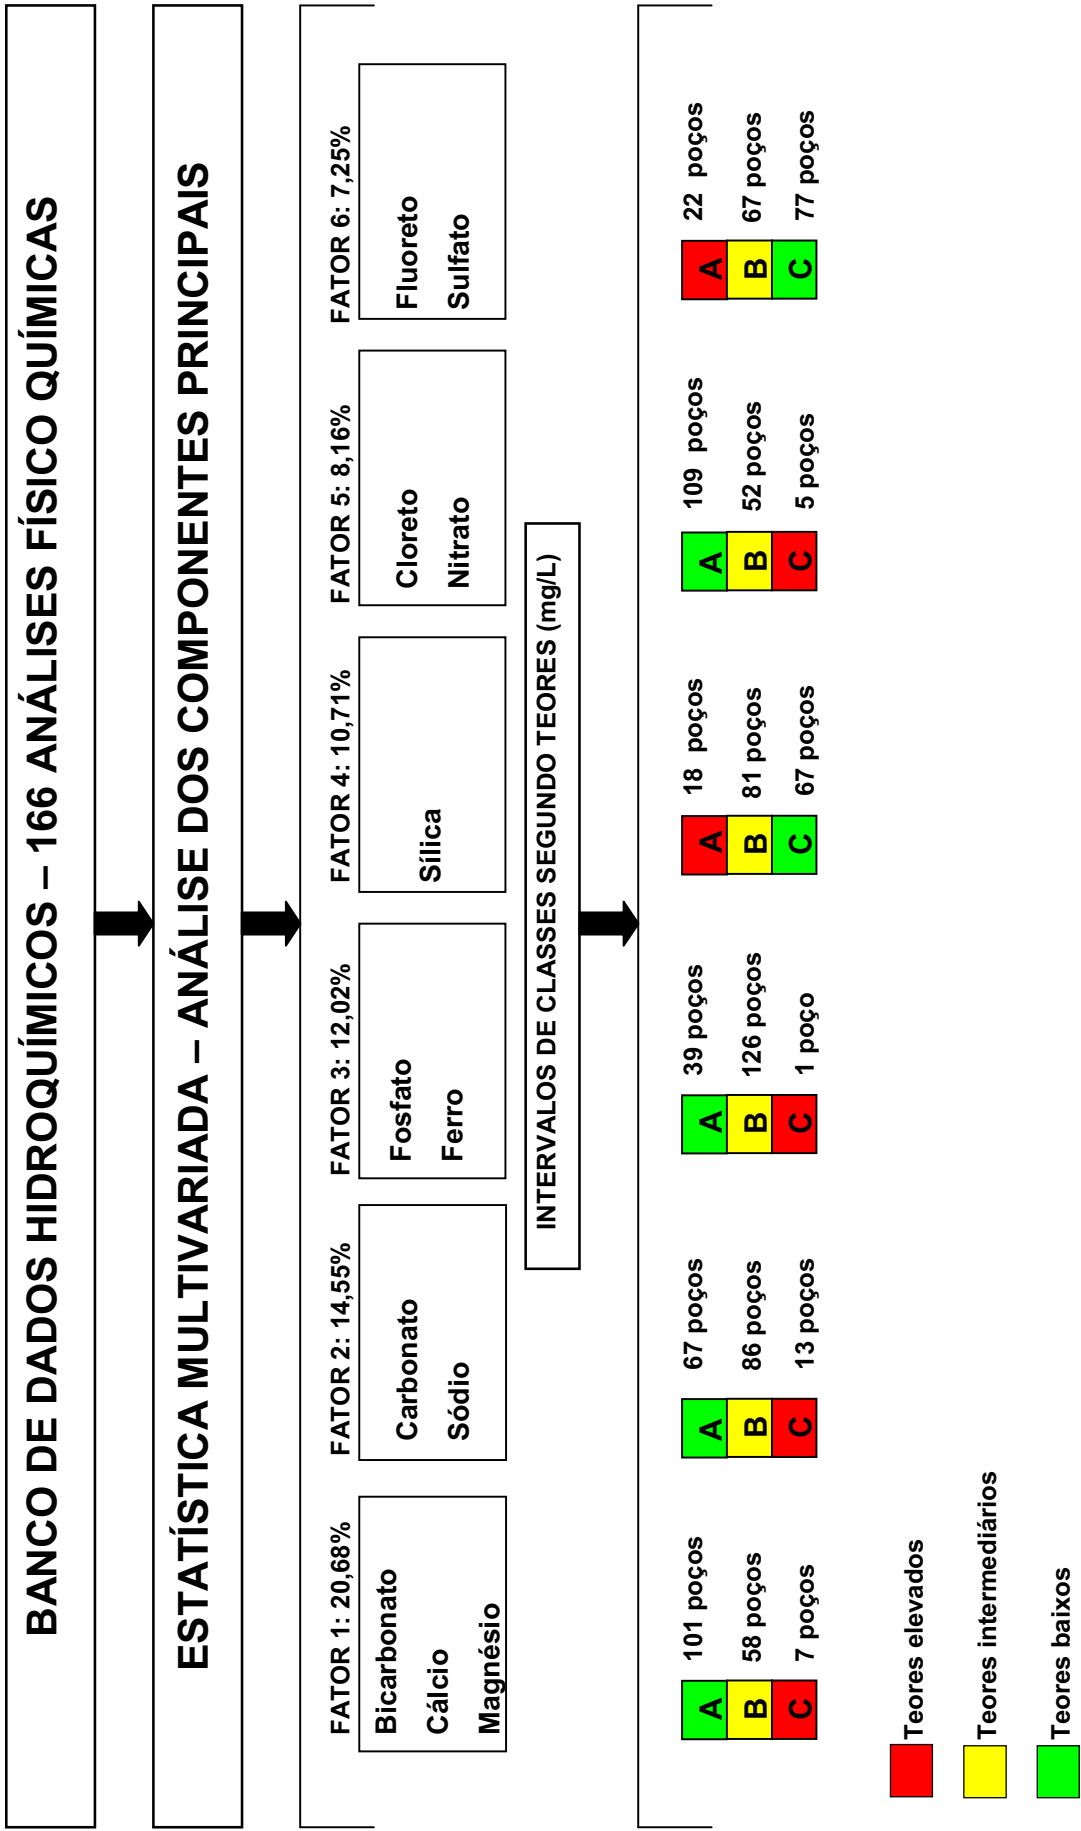 BANCO DE DADOS HIDROQUÍMICOS – 166 ANÁLISES FÍSICO QUÍMICAS
ESTATÍSTICA MULTIVARIADA – ANÁLISE DOS COMPONENTES PRINCIPAIS
FATOR 1: 20,68%
Bicarbonato
Cálcio
Magnésio
FATOR 2: 14,55%
Carbonato
Sódio
FATOR 3: 12,02%
Fosfato
Ferro
FATOR 4: 10,71%
Sílica
FATOR 5: 8,16%
Cloreto
Nitrato
FATOR 6: 7,25%
Fluoreto
Sulfato
INTERVALOS DE CLASSES SEGUNDO TEORES (mg/L)
A 101 poços
B 58 poços
C 7 poços
A 67 poços
B 86 poços
C 13 poços
A 39 poços
B 126 poços
C 1 poço
A 18 poços
B 81 poços
C 67 poços
A 109 poços
B 52 poços
C 5 poços
A 22 poços
B 67 poços
C 77 poços
Teores elevados
Teores intermediários
Teores baixos